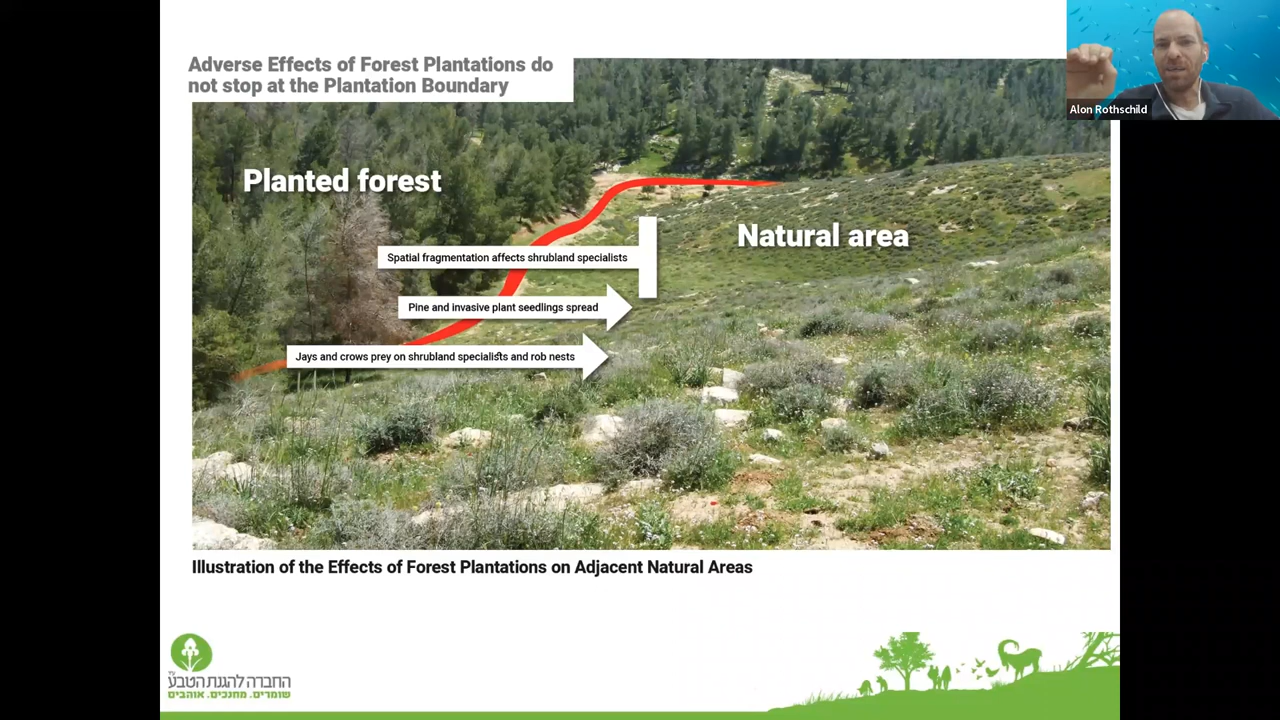 Adverse Effects of Forest Plantations do
not stop at the Plantation Boundary
Alon Rothschild
Planted forest
Natural area
Spatial fragmentation affects shrubland specialists
Pine and invasive plant seedlings spread
Jays and crows prey on shrubland specialists and rob nests
Illustration of the Effects of Forest Plantations on Adjacent Natural Areas
החברה להגנת הטבע
שומרים. מחנכים. אוהבים